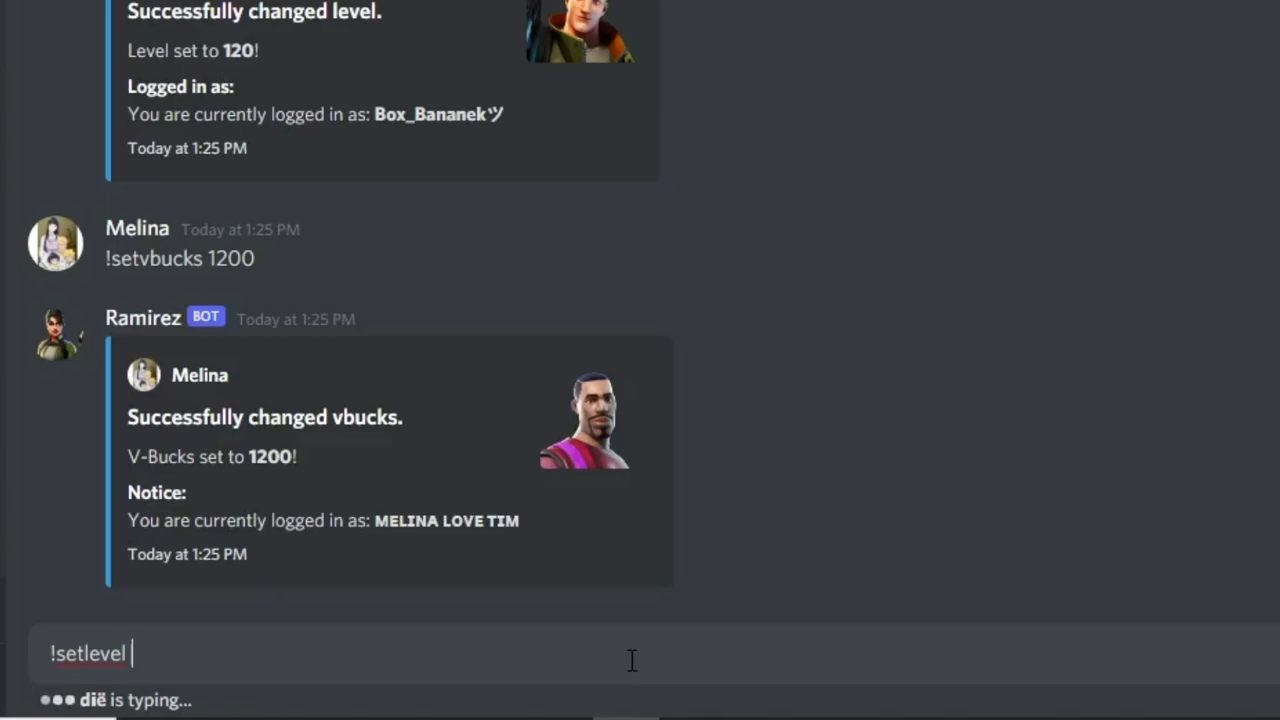 Successfully changed level.
Level set to 120!
Logged in as:
You are currently logged in as: Box_Bananekツ
Today at 1:25 PM
Melina Today at 1:25 PM
!setvbucks 1200
Ramirez BOT Today at 1:25 PM
Melina
Successfully changed vbucks.
V-Bucks set to 1200!
Notice:
You are currently logged in as: MELINA LOVE TIM
Today at 1:25 PM
!setlevel
dië is typing...